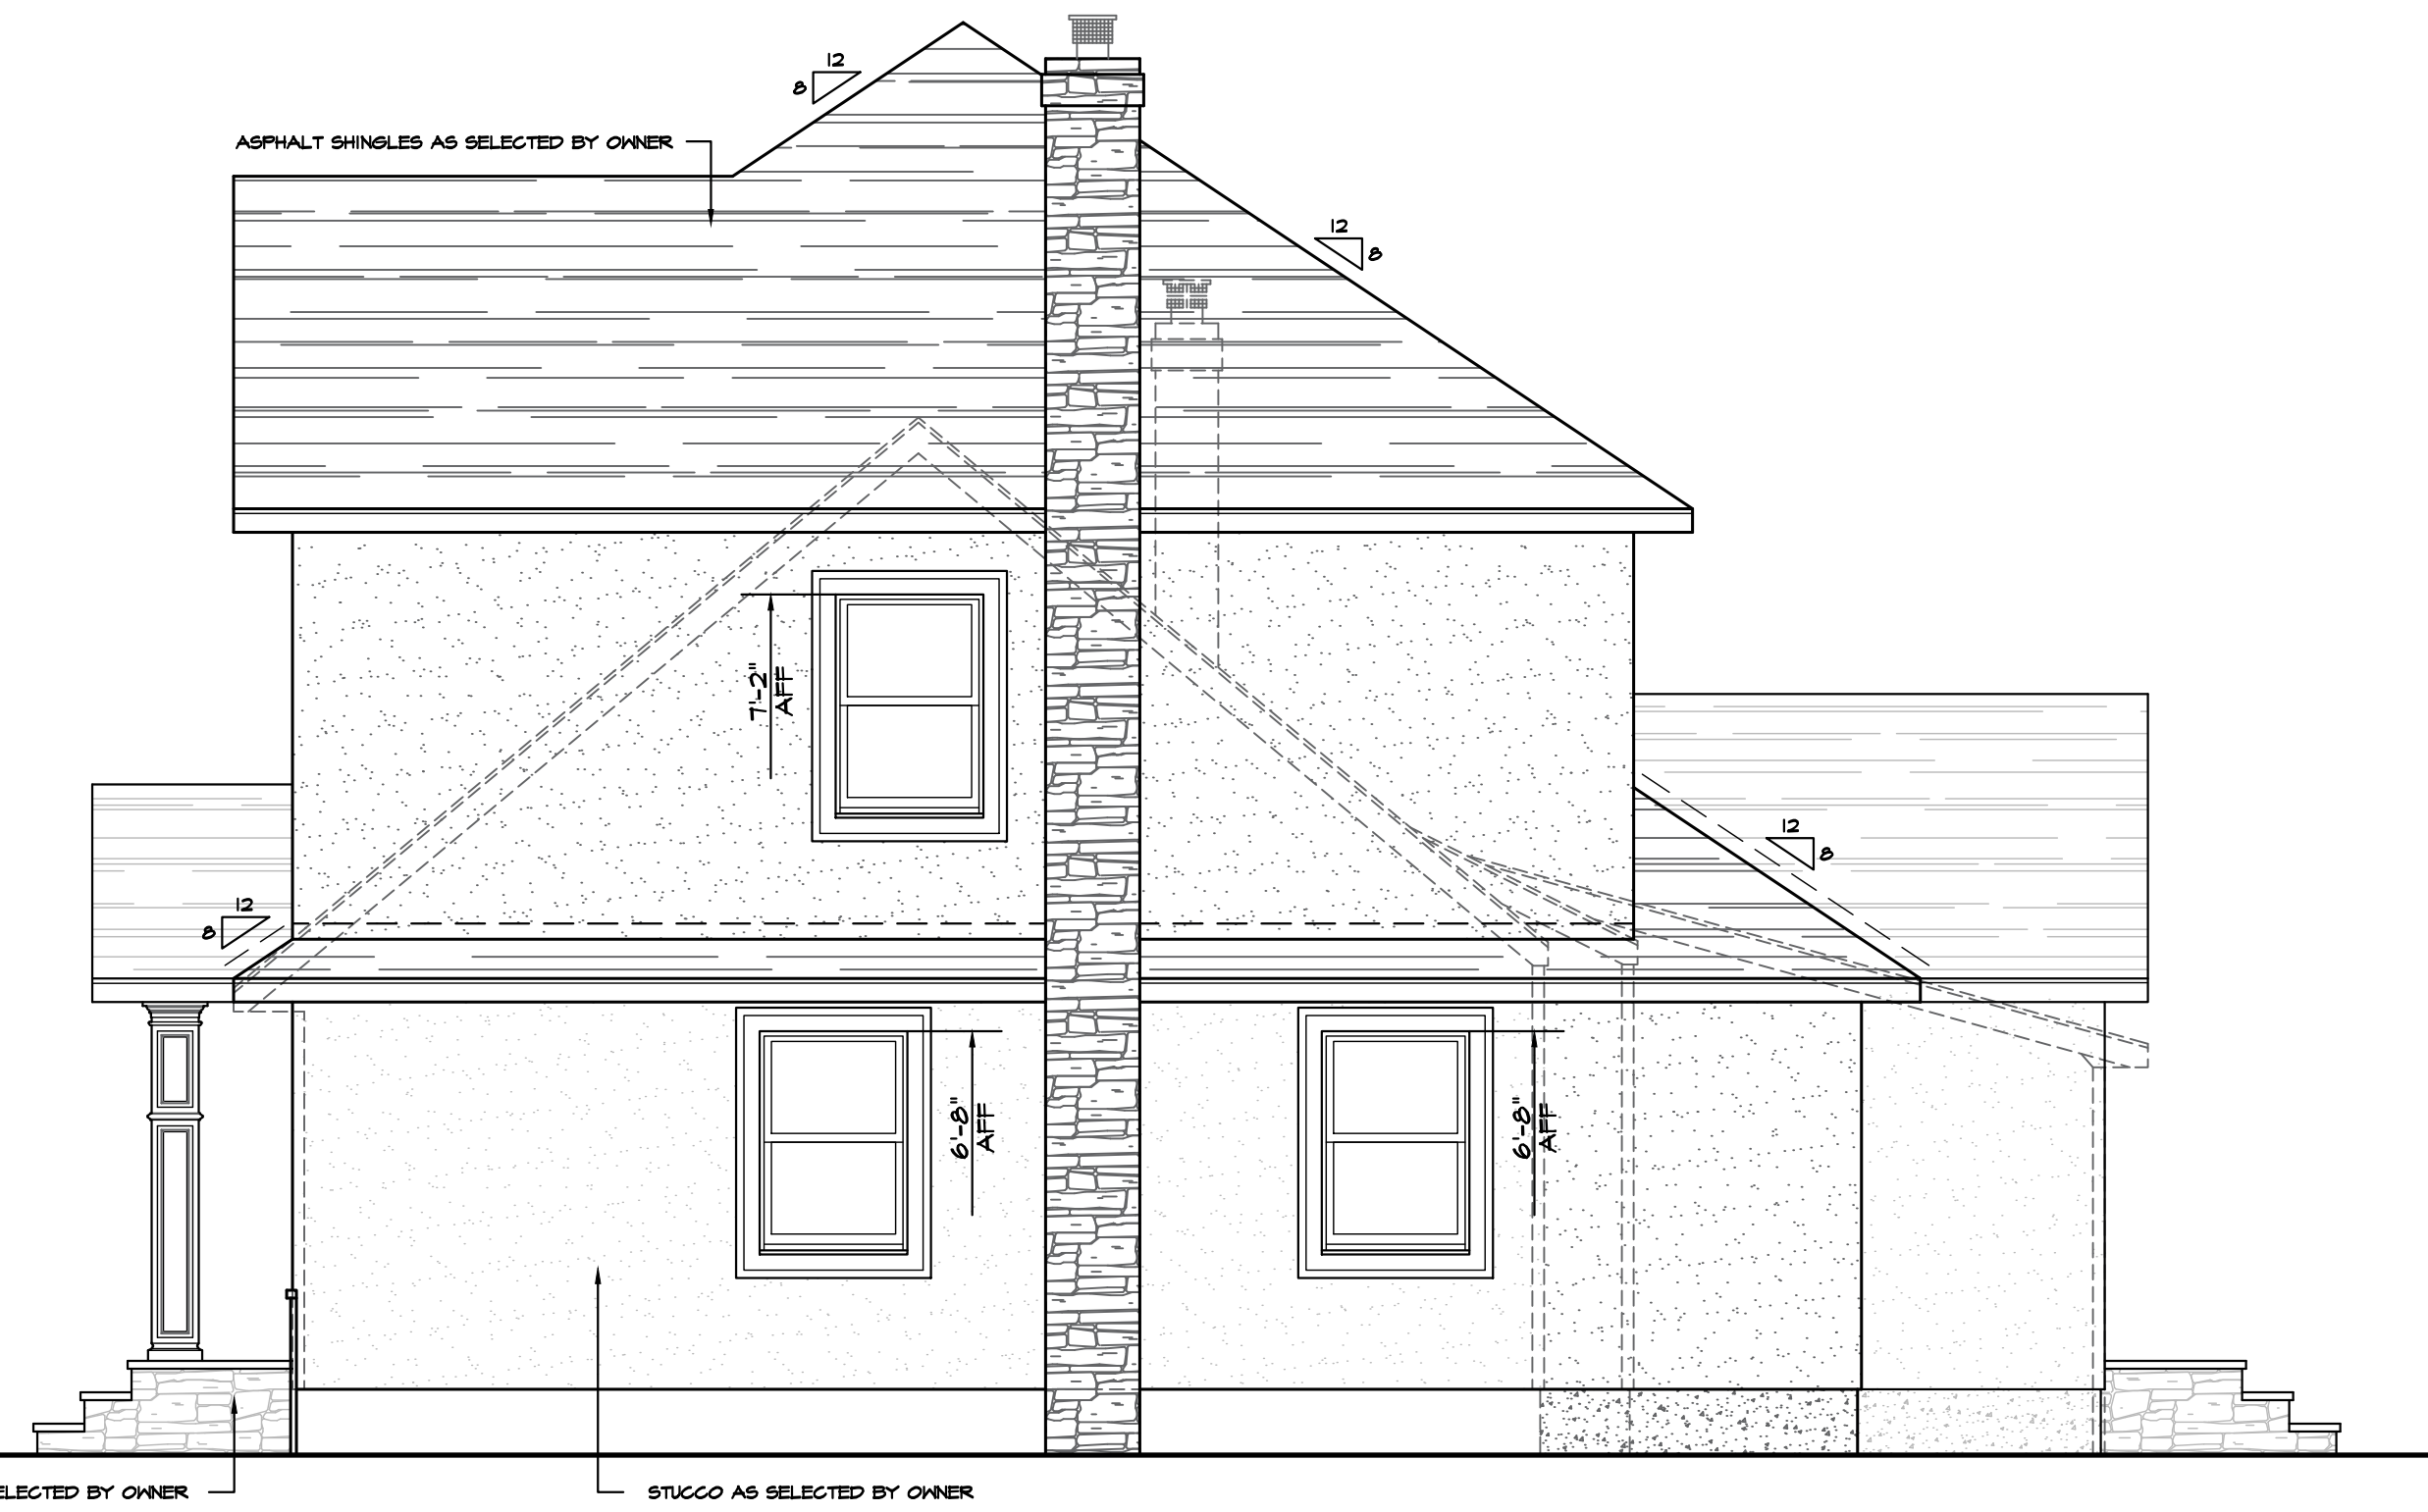 12
8
ASPHALT SHINGLES AS SELECTED BY OWNER
12
8
7'-2"
AFF
12
8
12
8
6'-8"
AFF
6'-8"
AFF
BY OWNER
STUCCO AS SELECTED BY OWNER